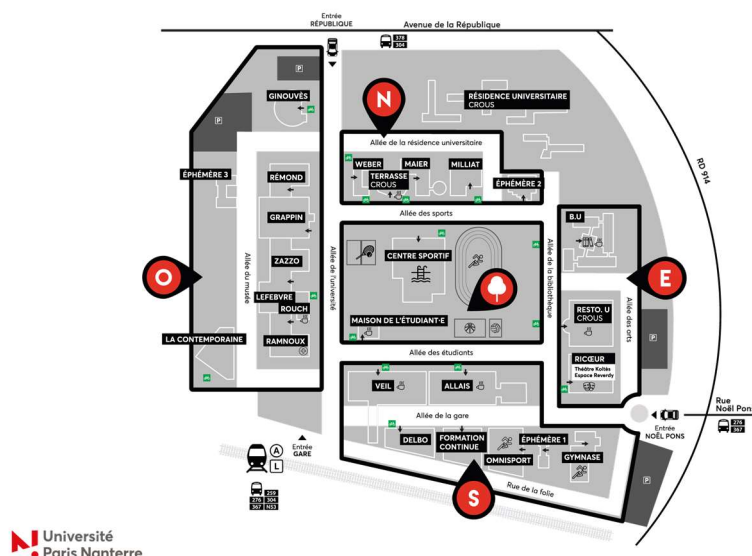 Entrée
RÉPUBLIQUE
Avenue de la République
378
304
P
GINOUVÈS
P
N
RÉSIDENCE UNIVERSITAIRE
CROUS
Allée de la résidence universitaire
WEBER
MAIER
MILLIAT
TERRASSE
CROUS
ÉPHÉMÈRE 2
ÉPHÉMÈRE 3
RÉMOND
RD 914
GRAPPIN
Allée des sports
B.U
ZAZZO
CENTRE SPORTIF
O
E
Allée du musée
Allée de l'université
Allée de la bibliothèque
Allée des arts
LEFEBVRE
ROUCH
MAISON DE L'ÉTUDIANT·E
RESTO. U
CROUS
LA CONTEMPORAINE
RAMNOUX
P
Allée des étudiants
RICŒUR
Théâtre Koltès
Espace Reverdy
VEIL
ALLAIS
Allée de la gare
Rue
Noël Pons
276
367
Entrée
NOËL PONS
DELBO
FORMATION
CONTINUE
ÉPHÉMÈRE 1
OMNISPORT
GYMNASE
Entrée
GARE
A
L
P
S
Rue de la folie
259
276 304
367 N53
Université
Paris Nanterre